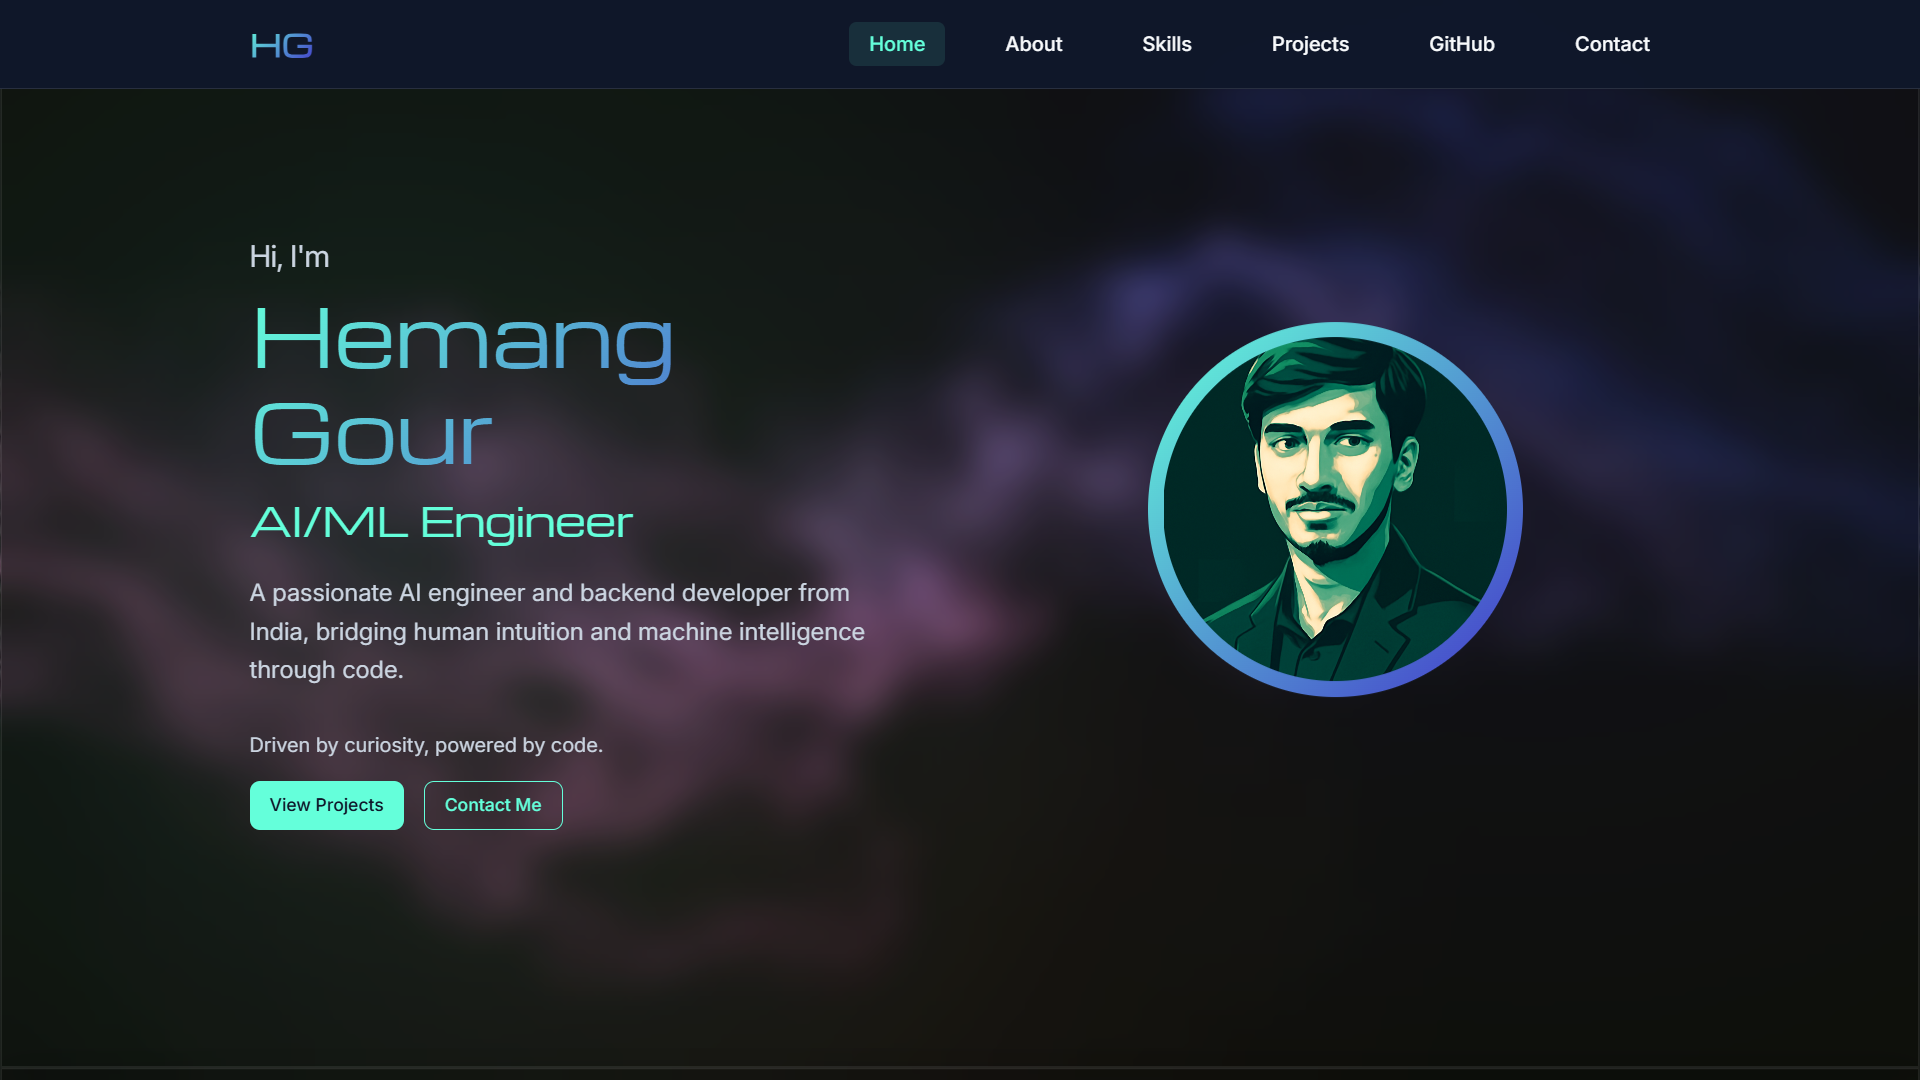 HG
Home About Skills Projects GitHub Contact
Hi, I'm
Hemang
Gour
AI/ML Engineer
A passionate AI engineer and backend developer from
India, bridging human intuition and machine intelligence
through code.
Driven by curiosity, powered by code.
View Projects Contact Me